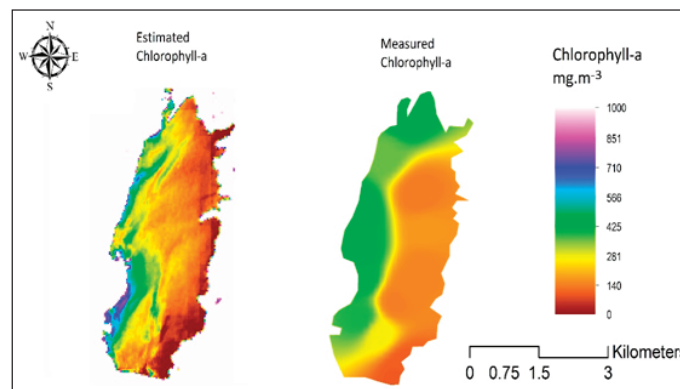 N
W E
S
Estimated
Chlorophyll-a
Measured
Chlorophyll-a
Chlorophyll-a
mg.m-3
1000
851
710
566
425
281
140
0
Kilometers
0 0.75 1.5 3